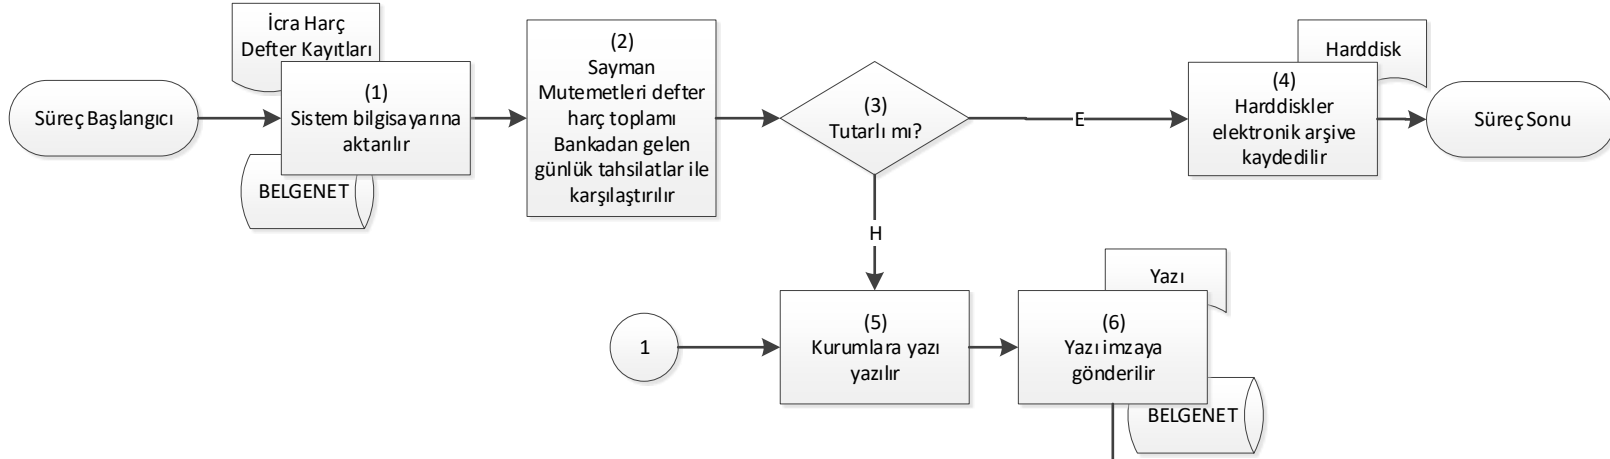 İcra Harç
Defter Kayıtları
Süreç Başlangıcı
(1)
Sistem bilgisayarına
aktarılır
BELGENET
(2)
Sayman
Mutemetleri defter
harç toplamı
Bankadan gelen
günlük tahsilatlar ile
karşılaştırılır
(3)
Tutarlı mı?
E
Harddisk
(4)
Harddiskler
elektronik arşive
kaydedilir
Süreç Sonu
H
1
(5)
Kurumlara yazı
yazılır
Yazı
(6)
Yazı imzaya
gönderilir
BELGENET